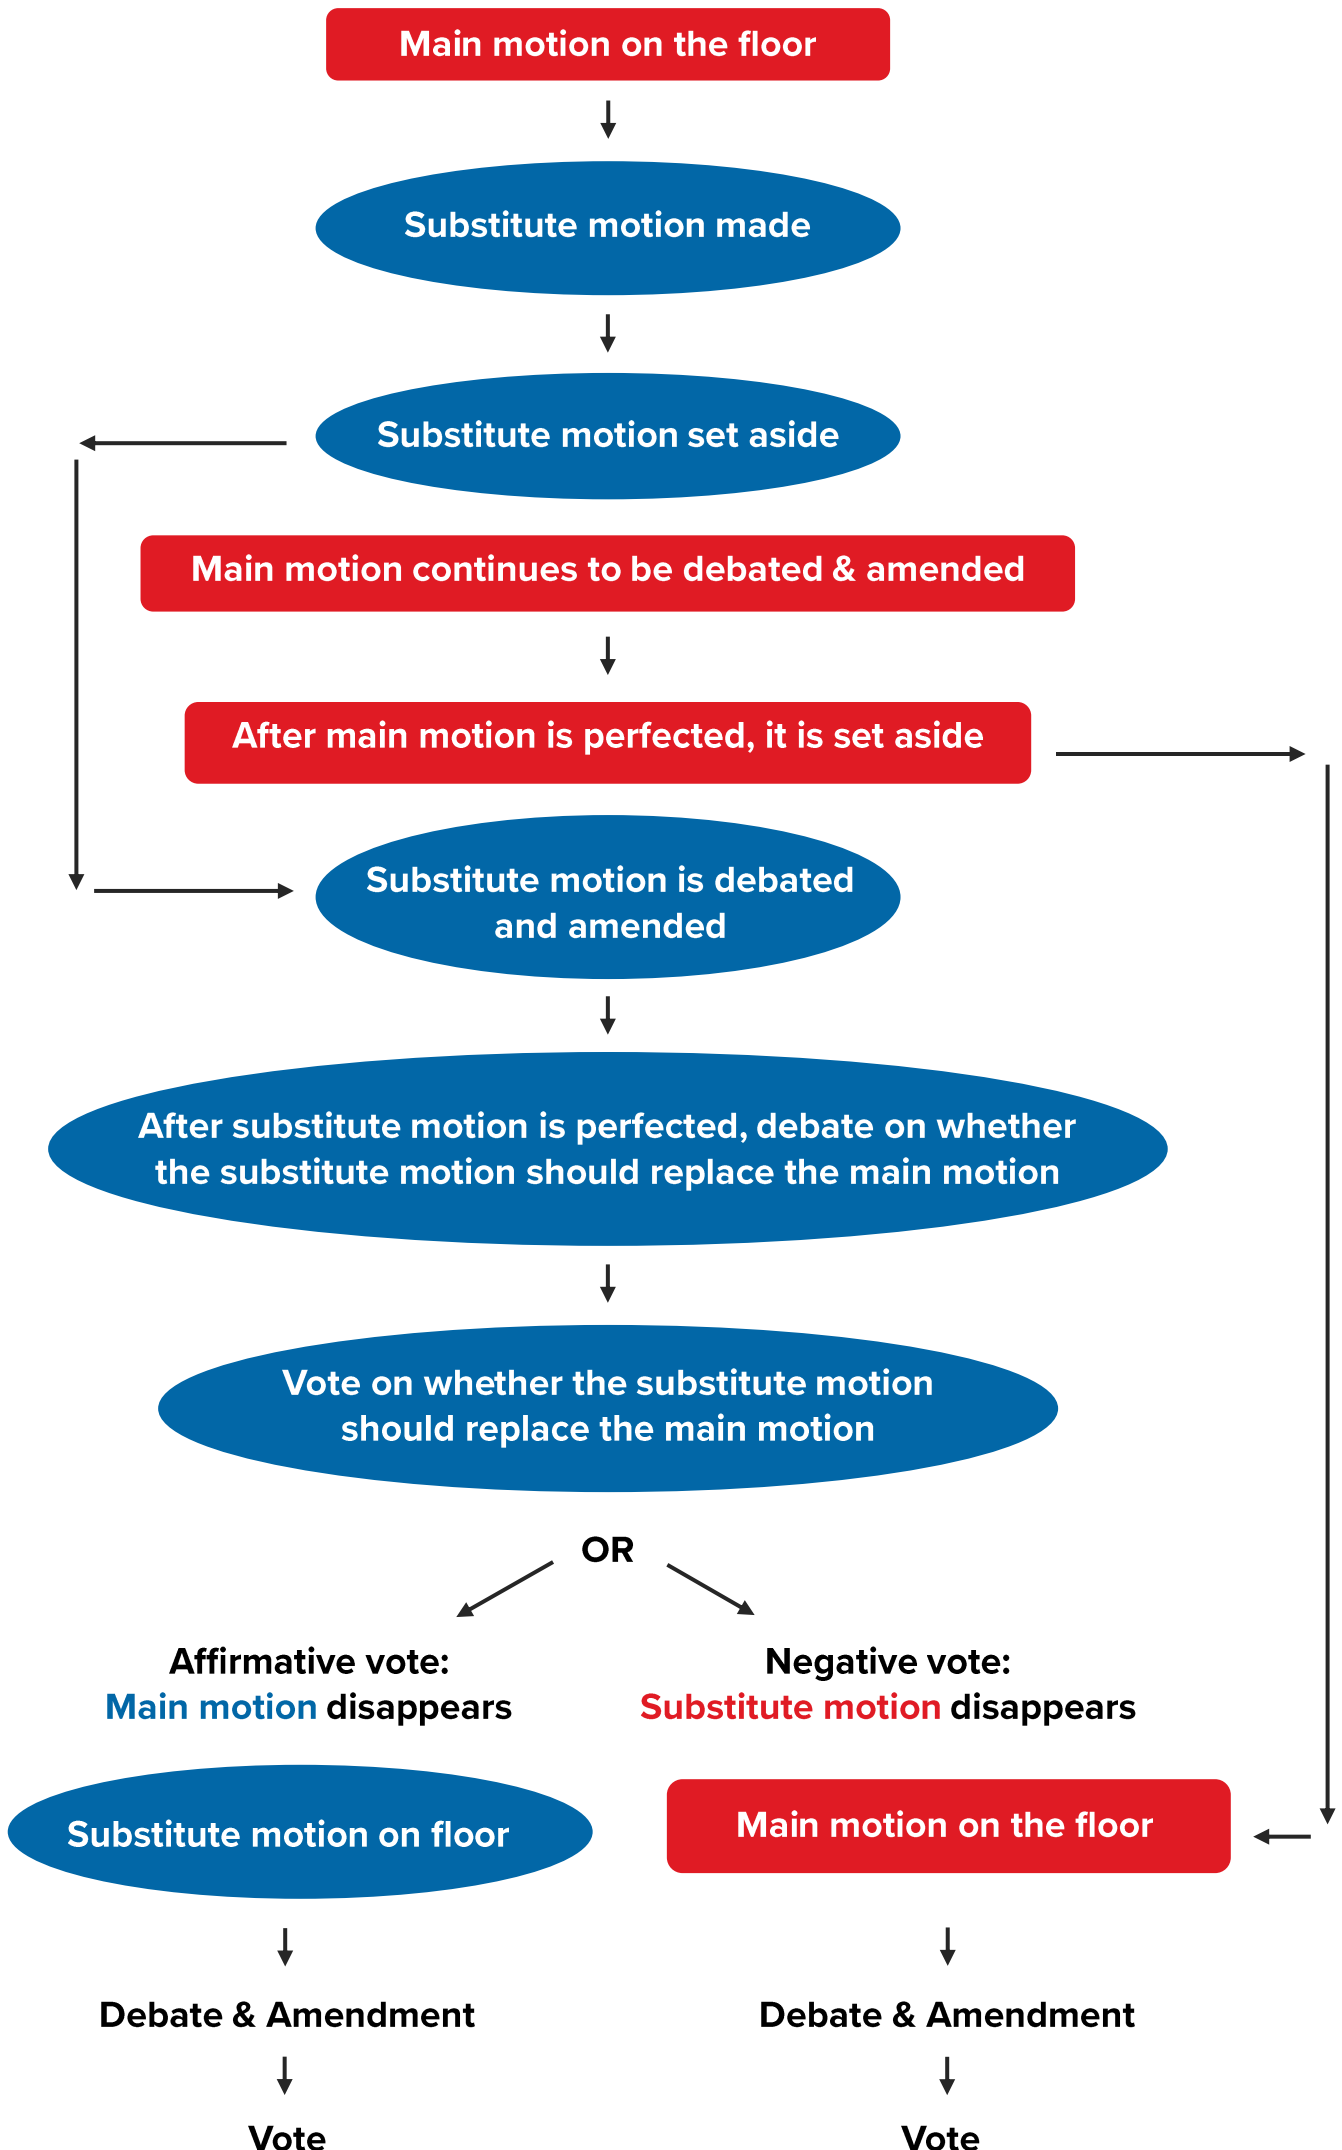 Main motion on the floor
Substitute motion made
Substitute motion set aside
Main motion continues to be debated & amended
After main motion is perfected, it is set aside
Substitute motion is debated
and amended
After substitute motion is perfected, debate on whether
the substitute motion should replace the main motion
Vote on whether the substitute motion
should replace the main motion
OR
Affirmative vote:
Main motion disappears
Negative vote:
Substitute motion disappears
Substitute motion on floor
Main motion on the floor
Debate & Amendment
Debate & Amendment
Vote
Vote